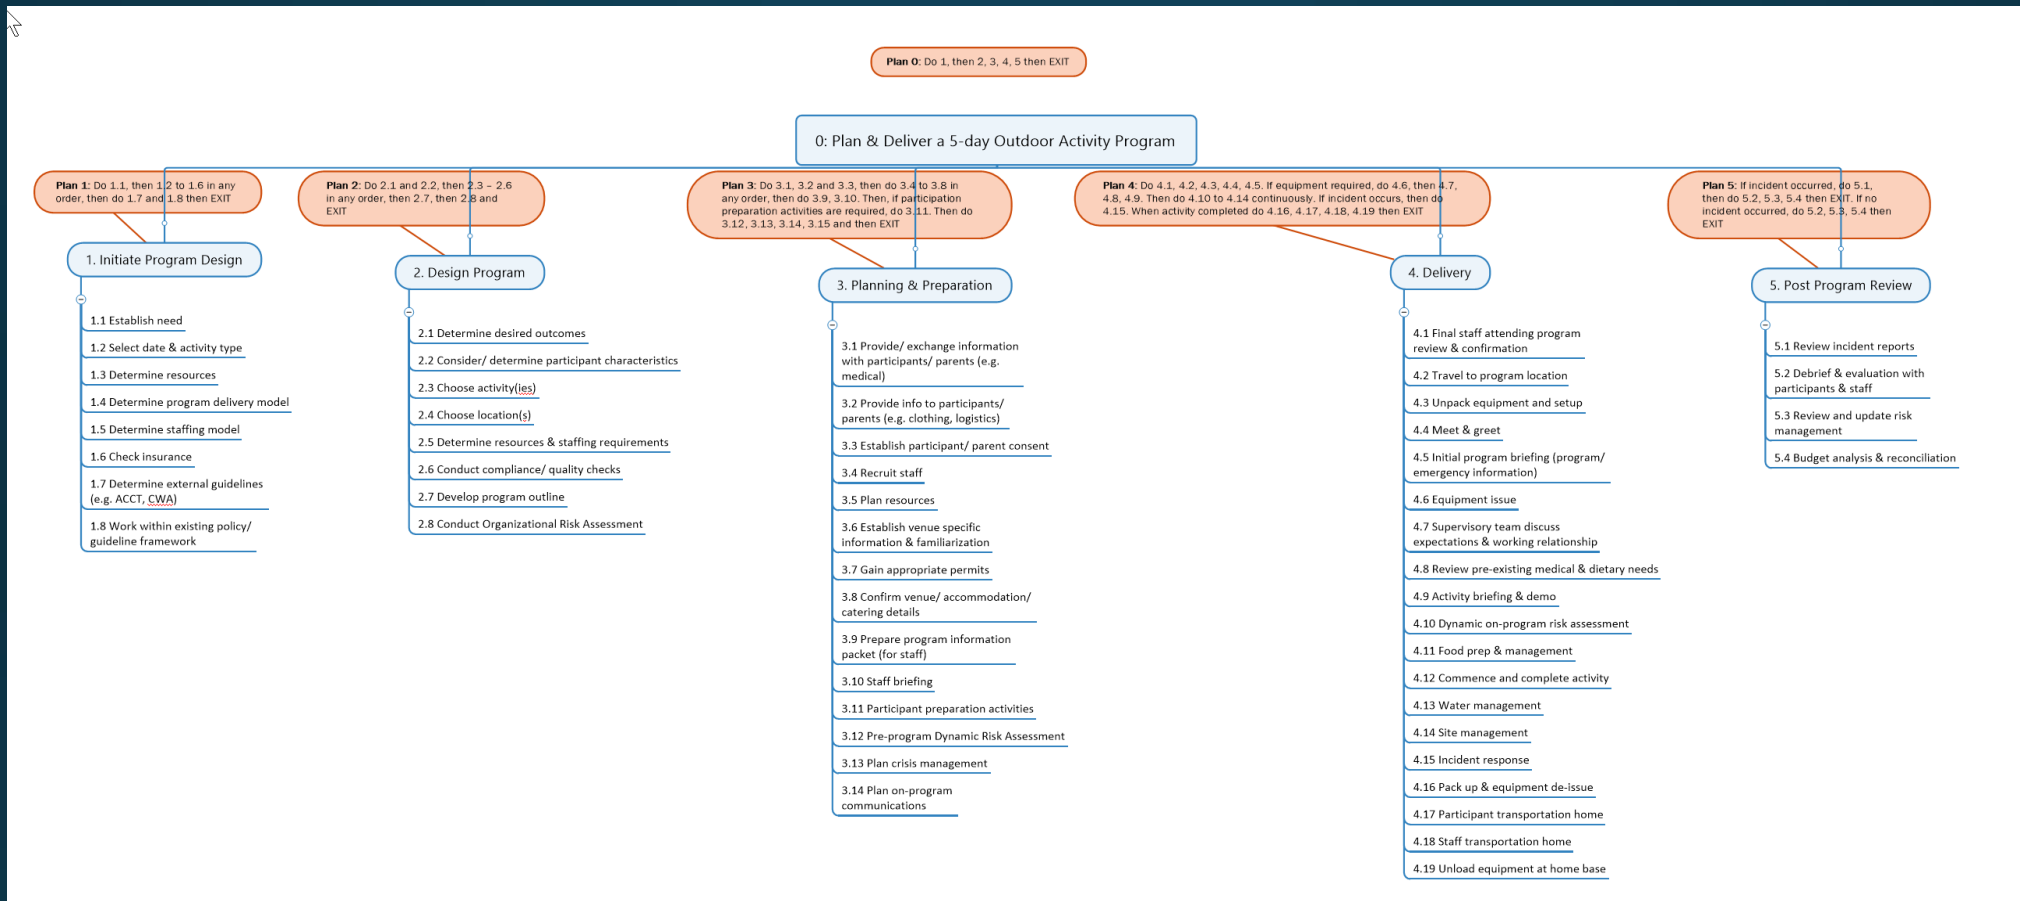 Plan 0: Do 1, then 2, 3, 4, 5 then EXIT
0: Plan & Deliver a 5-day Outdoor Activity Program
Plan 1: Do 1.1, then 1.2 to 1.6 in any
order, then do 1.7 and 1.8 then EXIT
1. Initiate Program Design
1.1 Establish need
1.2 Select date & activity type
1.3 Determine resources
1.4 Determine program delivery model
1.5 Determine staffing model
1.6 Check insurance
1.7 Determine external guidelines
(e.g. ACCT, CWA)
1.8 Work within existing policy/
guideline framework
Plan 2: Do 2.1 and 2.2, then 2.3 – 2.6
in any order, then 2.7, then 2.8 and
EXIT
2. Design Program
2.1 Determine desired outcomes
2.2 Consider/ determine participant characteristics
2.3 Choose activity(ies)
2.4 Choose location(s)
2.5 Determine resources & staffing requirements
2.6 Conduct compliance/ quality checks
2.7 Develop program outline
2.8 Conduct Organizational Risk Assessment
Plan 3: Do 3.1, 3.2 and 3.3, then do 3.4 to 3.8 in
any order, then do 3.9, 3.10. Then, if participation
preparation activities are required, do 3.11. Then do
3.12, 3.13, 3.14, 3.15 and then EXIT
3. Planning & Preparation
3.1 Provide/ exchange information
with participants/ parents (e.g.
medical)
3.2 Provide info to participants/
parents (e.g. clothing, logistics)
3.3 Establish participant/ parent consent
3.4 Recruit staff
3.5 Plan resources
3.6 Establish venue specific
information & familiarization
3.7 Gain appropriate permits
3.8 Confirm venue/ accommodation/
catering details
3.9 Prepare program information
packet (for staff)
3.10 Staff briefing
3.11 Participant preparation activities
3.12 Pre-program Dynamic Risk Assessment
3.13 Plan crisis management
3.14 Plan on-program
communications
Plan 4: Do 4.1, 4.2, 4.3, 4.4, 4.5. If equipment required, do 4.6, then 4.7,
4.8, 4.9. Then do 4.10 to 4.14 continuously. If incident occurs, then do
4.15. When activity completed do 4.16, 4.17, 4.18, 4.19 then EXIT
4. Delivery
4.1 Final staff attending program
review & confirmation
4.2 Travel to program location
4.3 Unpack equipment and setup
4.4 Meet & greet
4.5 Initial program briefing (program/
emergency information)
4.6 Equipment issue
4.7 Supervisory team discuss
expectations & working relationship
4.8 Review pre-existing medical & dietary needs
4.9 Activity briefing & demo
4.10 Dynamic on-program risk assessment
4.11 Food prep & management
4.12 Commence and complete activity
4.13 Water management
4.14 Site management
4.15 Incident response
4.16 Pack up & equipment de-issue
4.17 Participant transportation home
4.18 Staff transportation home
4.19 Unload equipment at home base
Plan 5: If incident occurred, do 5.1,
then do 5.2, 5.3, 5.4 then EXIT. If no
incident occurred, do 5.2, 5.3, 5.4 then
EXIT
5. Post Program Review
5.1 Review incident reports
5.2 Debrief & evaluation with
participants & staff
5.3 Review and update risk
management
5.4 Budget analysis & reconciliation